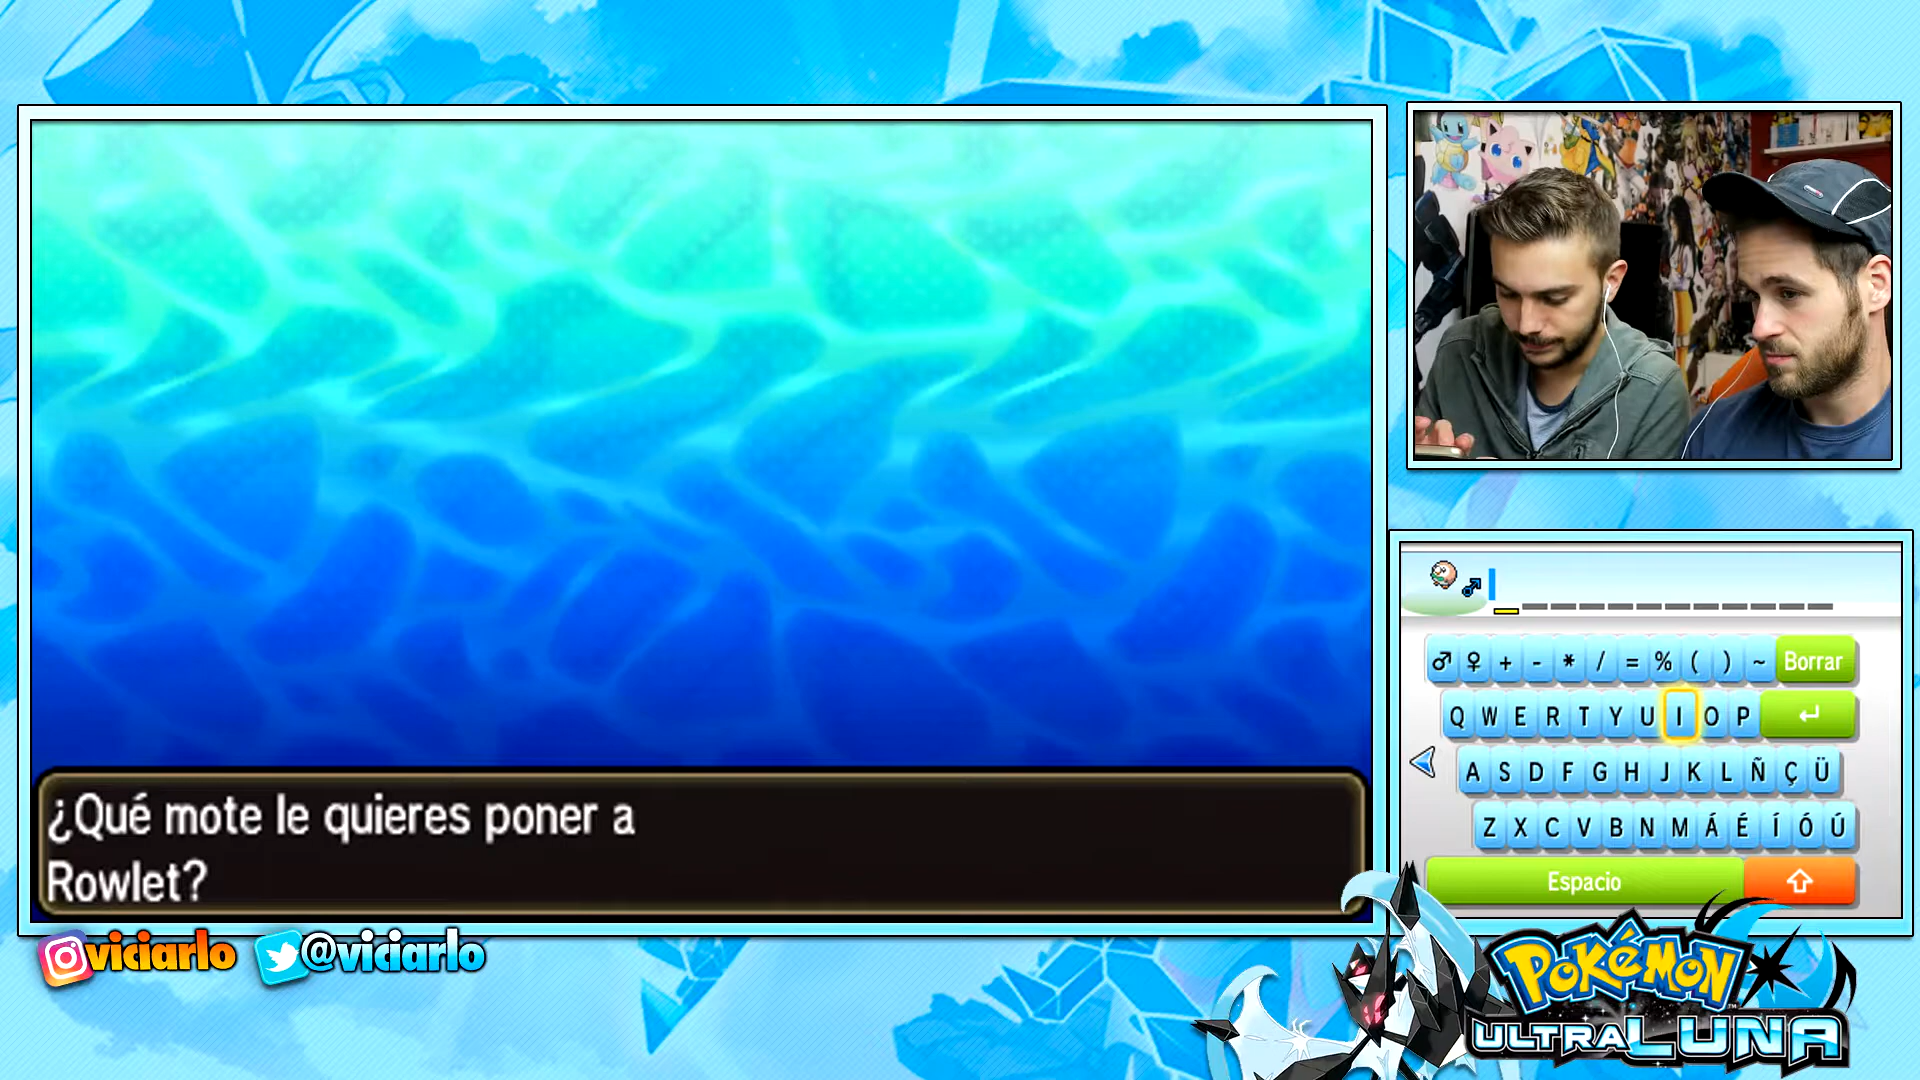 ¿Qué mote le quieres poner a
Rowlet?
♂ ♀ + - * / = % ( ) ~ Borrar
Q W E R T Y U I O P
A S D F G H J K L Ñ Ç Ü
Z X C V B N M Á É Í Ó Ú
Espacio
viciarlo @viciarlo
POKÉMON
ULTRALUNA